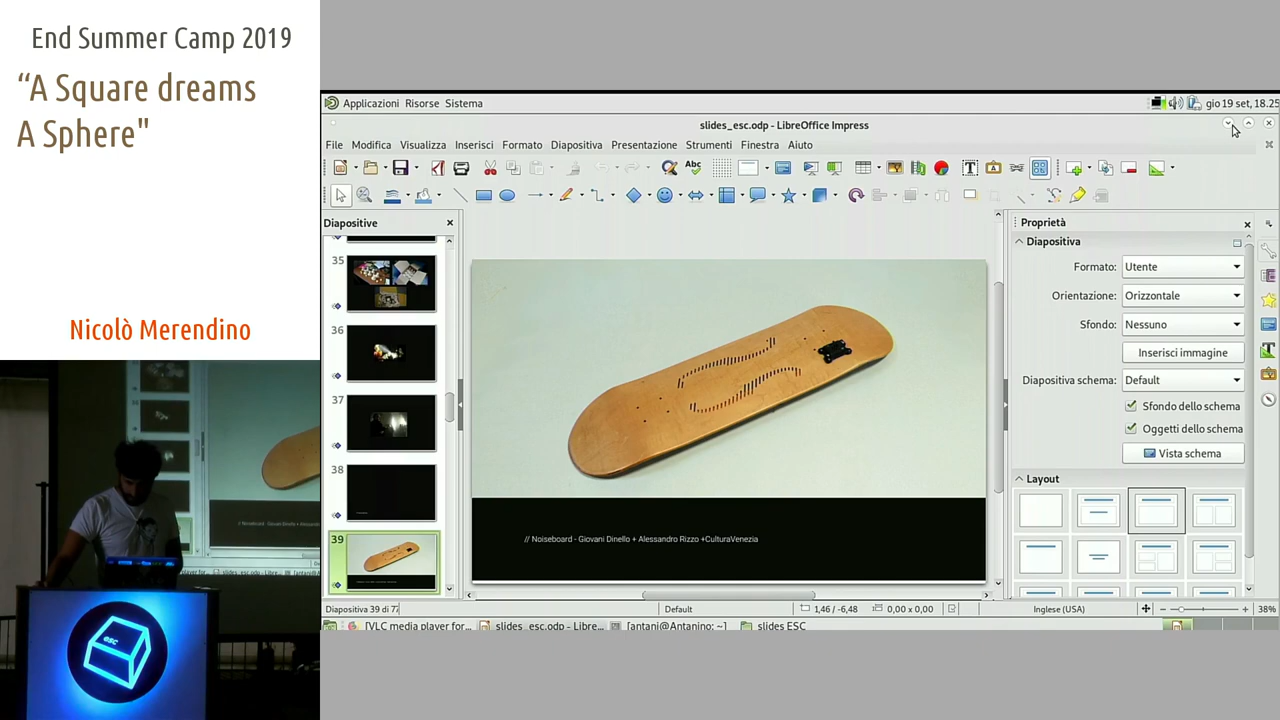 End Summer Camp 2019
“A Square dreams
A Sphere"
Nicolò Merendino
esc
Applicazioni Risorse Sistema
gio 19 set, 18.25
slides_esc.odp - LibreOffice Impress
File Modifica Visualizza Inserisci Formato Diapositiva Presentazione Strumenti Finestra Aiuto
Diapositive
35
36
37
38
39
// Noiseboard - Giovani Dinello + Alessandro Rizzo +CulturaVenezia
Proprietà
Diapositiva
Formato: Utente
Orientazione: Orizzontale
Sfondo: Nessuno
Inserisci immagine
Diapositiva schema: Default
Sfondo dello schema
Oggetti dello schema
Vista schema
Layout
Diapositiva 39 di 77
Default
1,46 / -6,48
0,00 x 0,00
Inglese (USA)
38%
[VLC media player for...
slides_esc.odp - Libre...
[antani@Antanino: ~]
slides ESC